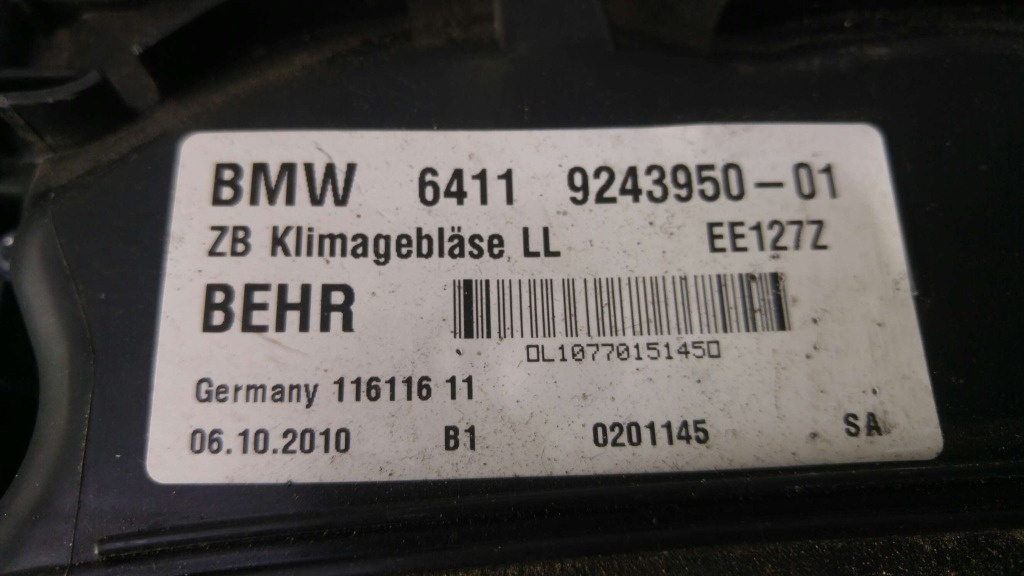 BMW 6411 9243950-01
ZB Klimagebläse LL EE127Z
BEHR
0L10770151450
Germany 116116 11
06.10.2010 B1 0201145 SA